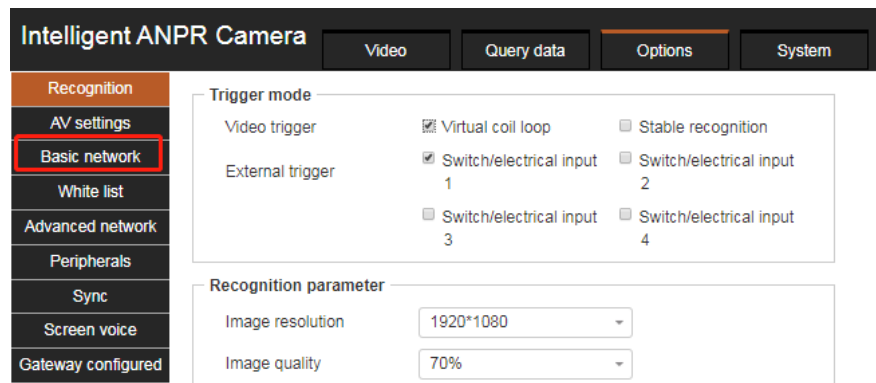 Intelligent ANPR Camera
Video
Query data
Options
System
Recognition
AV settings
Basic network
White list
Advanced network
Peripherals
Sync
Screen voice
Gateway configured
Trigger mode
Video trigger
Virtual coil loop
Stable recognition
External trigger
Switch/electrical input
1
Switch/electrical input
2
Switch/electrical input
3
Switch/electrical input
4
Recognition parameter
Image resolution
1920*1080
Image quality
70%